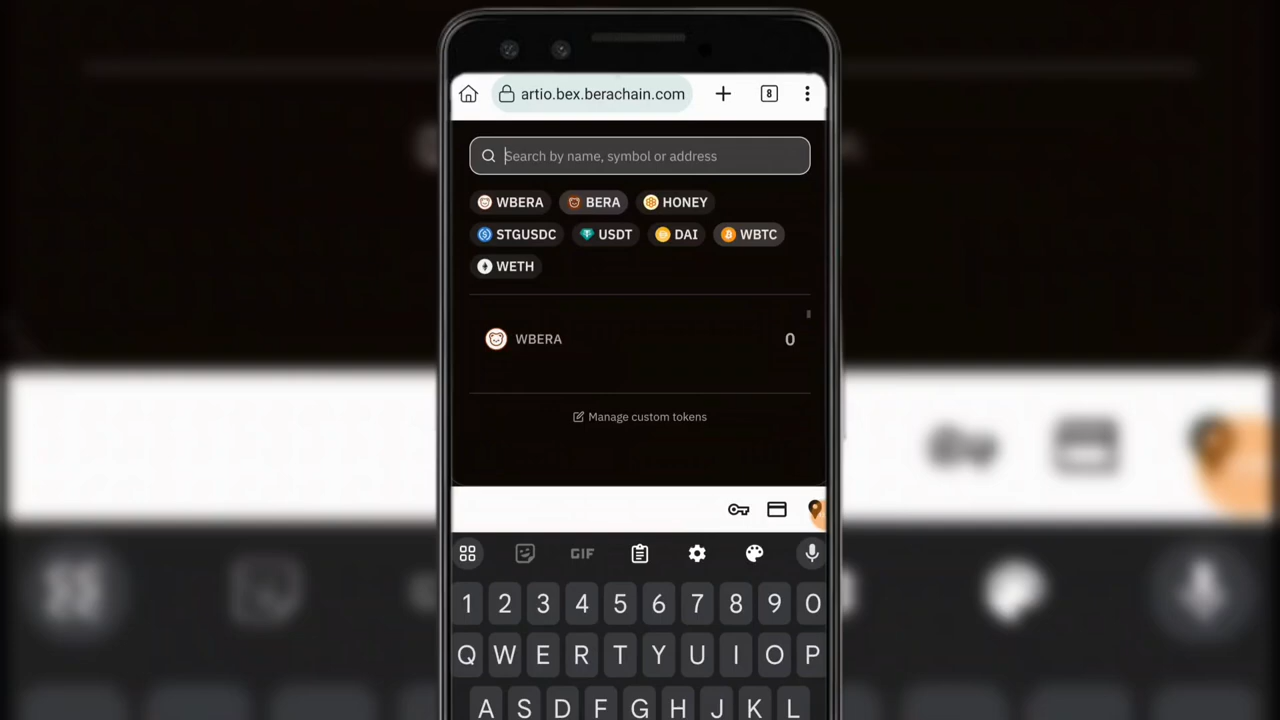 artio.bex.berachain.com
8
Search by name, symbol or address
WBERA BERA HONEY
STGUSDC USDT DAI WBTC
WETH
WBERA 0
Manage custom tokens
GIF
1 2 3 4 5 6 7 8 9 0
Q W E R T Y U I O P
A S D F G H J K L